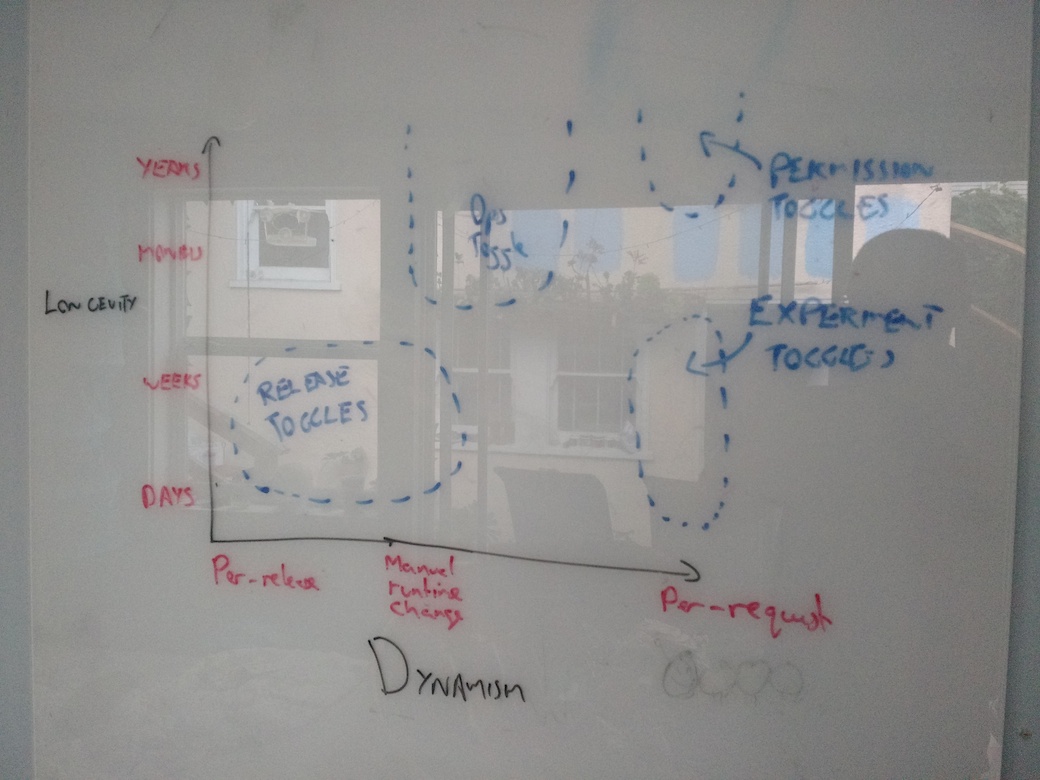 YEARS
MONTHS
LONGEVITY
WEEKS
DAYS
Ops
Toggle
PERMISSION
TOGGLES
EXPERMENT
TOGGLES
RELEASE
TOGGLES
Per-release
Manual
runtime
change
Per-request
DYNAMISM